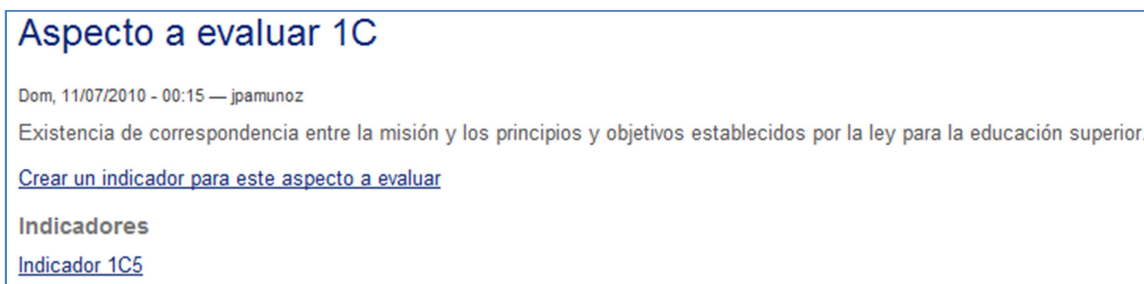 Aspecto a evaluar 1C
Dom, 11/07/2010 - 00:15 — jpamunoz
Existencia de correspondencia entre la misión y los principios y objetivos establecidos por la ley para la educación superior.
Crear un indicador para este aspecto a evaluar
Indicadores
Indicador 1C5